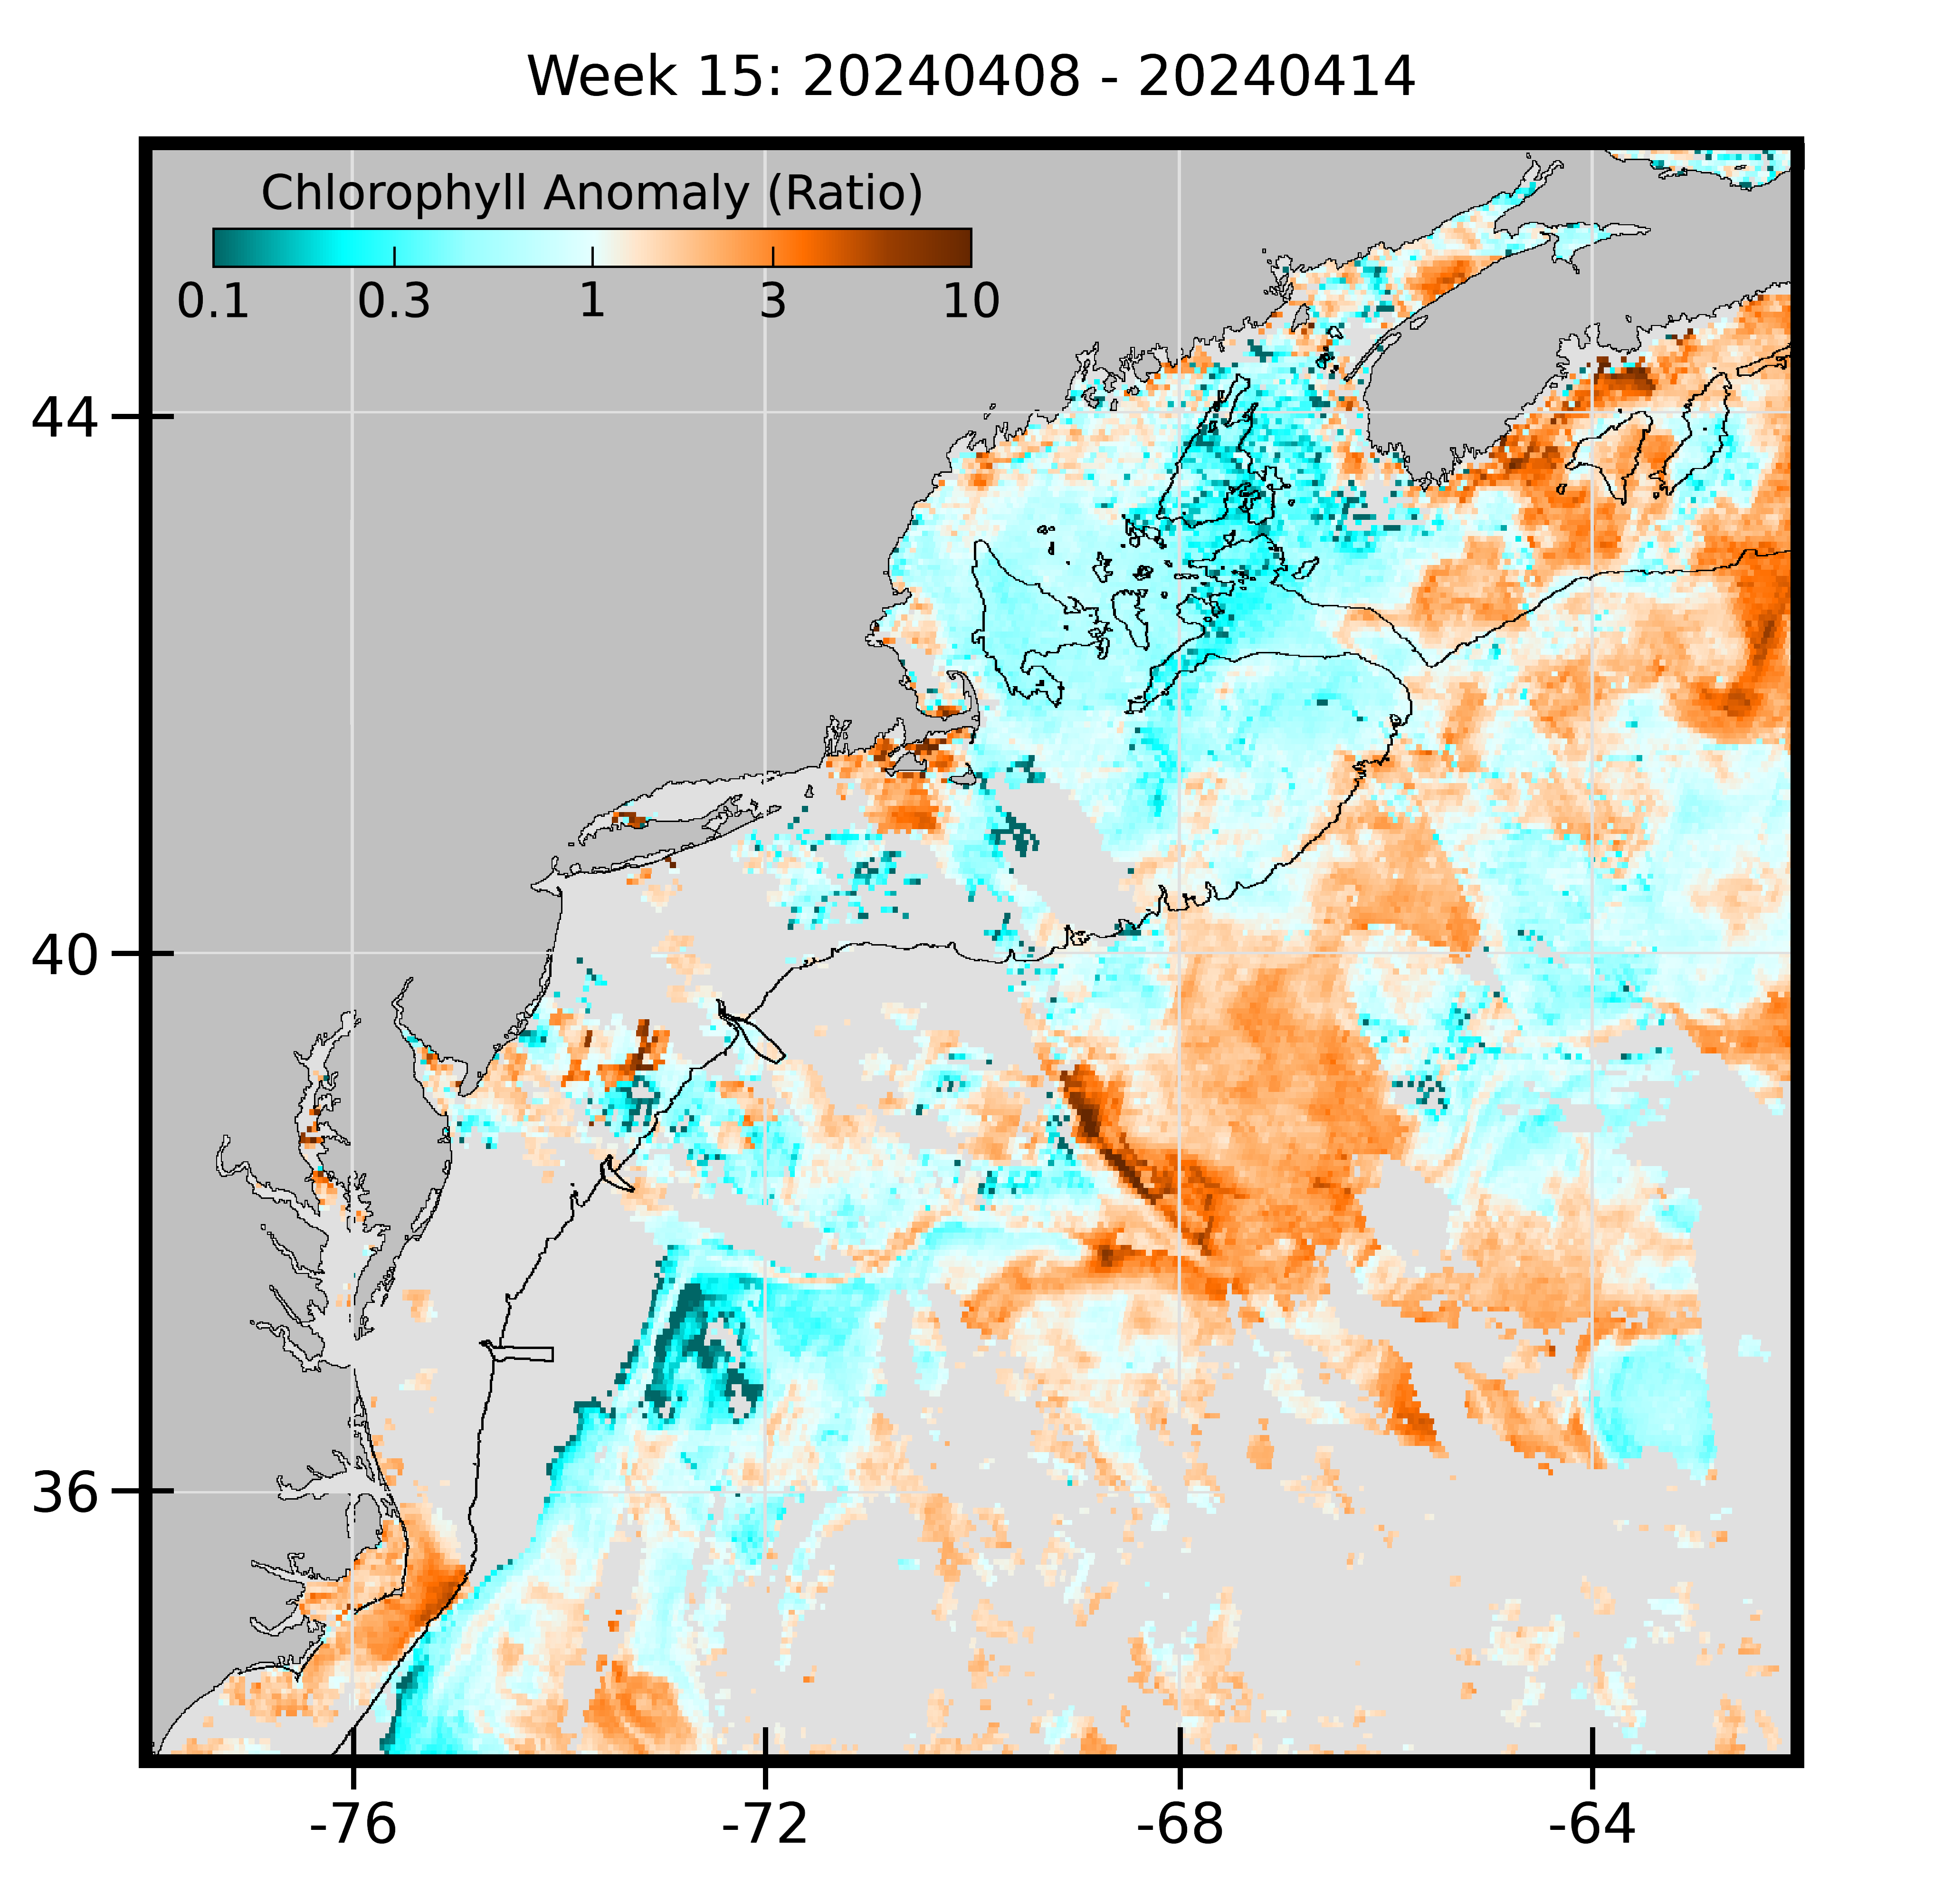 Week 15: 20240408 - 20240414
Chlorophyll Anomaly (Ratio)
0.1 0.3 1 3 10
44
40
36
-76 -72 -68 -64